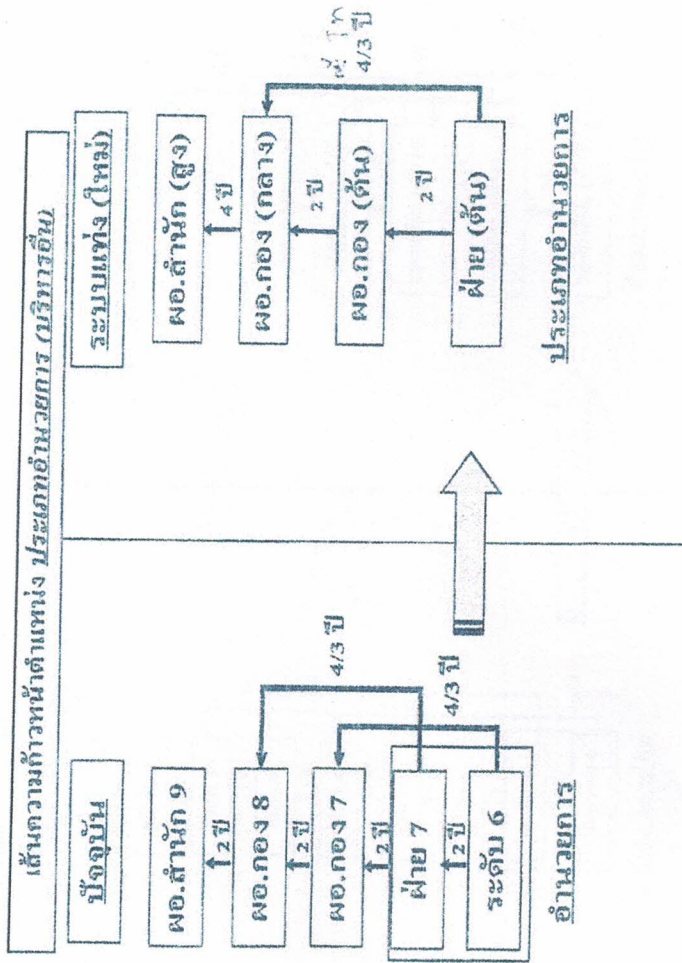 เส้นความก้าวหน้าตำแหน่ง ประเภทอำนวยการ (บริหารอื่น)
ปัจจุบัน
ผอ.สำนัก 9
2 ปี
ผอ.กอง 8
2 ปี
ผอ.กอง 7
2 ปี
ฝ่าย 7
2 ปี
ระดับ 6
4/3 ปี
4/3 ปี
อำนวยการ
ระบบแท่ง (ใหม่)
ผอ.สำนัก (สูง)
4 ปี
ผอ.กอง (กลาง)
2 ปี
ผอ.กอง (ต้น)
2 ปี
ฝ่าย (ต้น)
4/3 ปี
ประเภทอำนวยการ